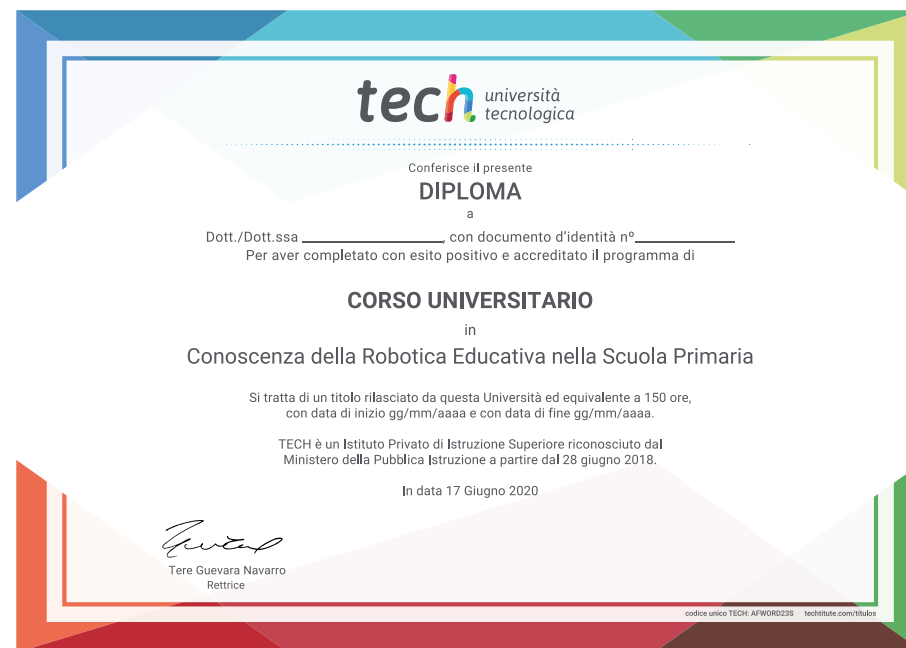 tech università
tecnologica
Conferisce il presente
DIPLOMA
a
Dott./Dott.ssa ____________________, con documento d'identità nº______________
Per aver completato con esito positivo e accreditato il programma di
CORSO UNIVERSITARIO
in
Conoscenza della Robotica Educativa nella Scuola Primaria
Si tratta di un titolo rilasciato da questa Università ed equivalente a 150 ore,
con data di inizio gg/mm/aaaa e con data di fine gg/mm/aaaa.
TECH è un Istituto Privato di Istruzione Superiore riconosciuto dal
Ministero della Pubblica Istruzione a partire dal 28 giugno 2018.
In data 17 Giugno 2020
Tere Guevara Navarro
Rettrice
codice unico TECH: AFWORD23S techtitute.com/títulos